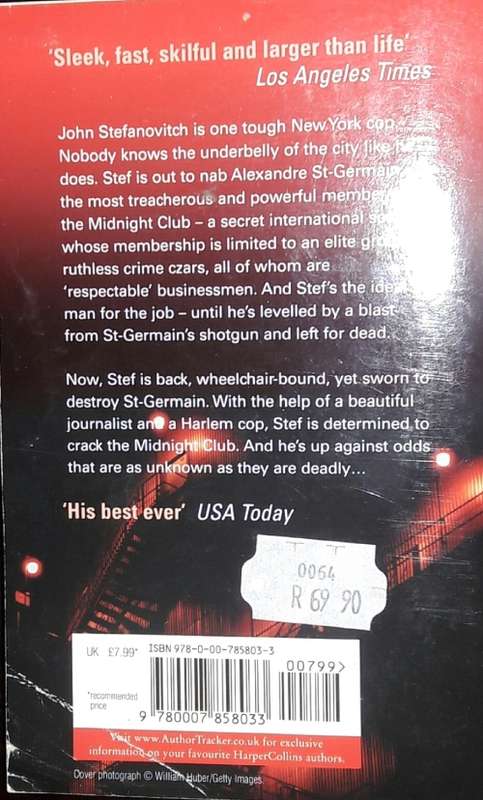 'Sleek, fast, skilful and larger than life'
Los Angeles Times
John Stefanovitch is one tough New York cop.
Nobody knows the underbelly of the city like he
does. Stef is out to nab Alexandre St-Germain,
the most treacherous and powerful member
the Midnight Club – a secret international
whose membership is limited to an elite
ruthless crime czars, all of whom are
'respectable' businessmen. And Stef's the ideal
man for the job – until he's levelled by a blast
from St-Germain's shotgun and left for dead.
Now, Stef is back, wheelchair-bound, yet sworn to
destroy St-Germain. With the help of a beautiful
journalist and a Harlem cop, Stef is determined to
crack the Midnight Club. And he's up against odds
that are as unknown as they are deadly...
'His best ever' USA Today
0064
R 69 90
UK £7.99*
ISBN 978-0-00-785803-3
00799>
*recommended
price
9 780007 858033
Visit www.AuthorTracker.co.uk for exclusive
information on your favourite HarperCollins authors.
Cover photograph © William Huber/Getty Images.